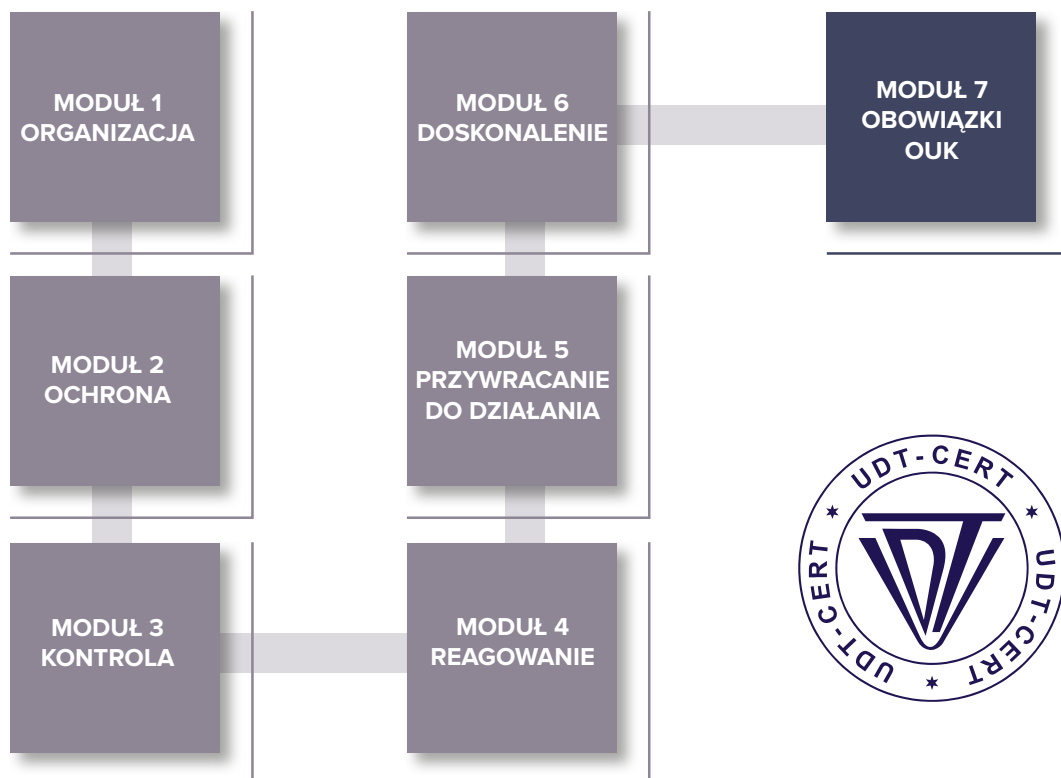 MODUŁ 1
ORGANIZACJA
MODUŁ 2
OCHRONA
MODUŁ 3
KONTROLA
MODUŁ 4
REAGOWANIE
MODUŁ 5
PRZYWRACANIE
DO DZIAŁANIA
MODUŁ 6
DOSKONALENIE
MODUŁ 7
OBOWIĄZKI
OUK
UDT-CERT * UDT-CERT * UDT-CERT *
UDT